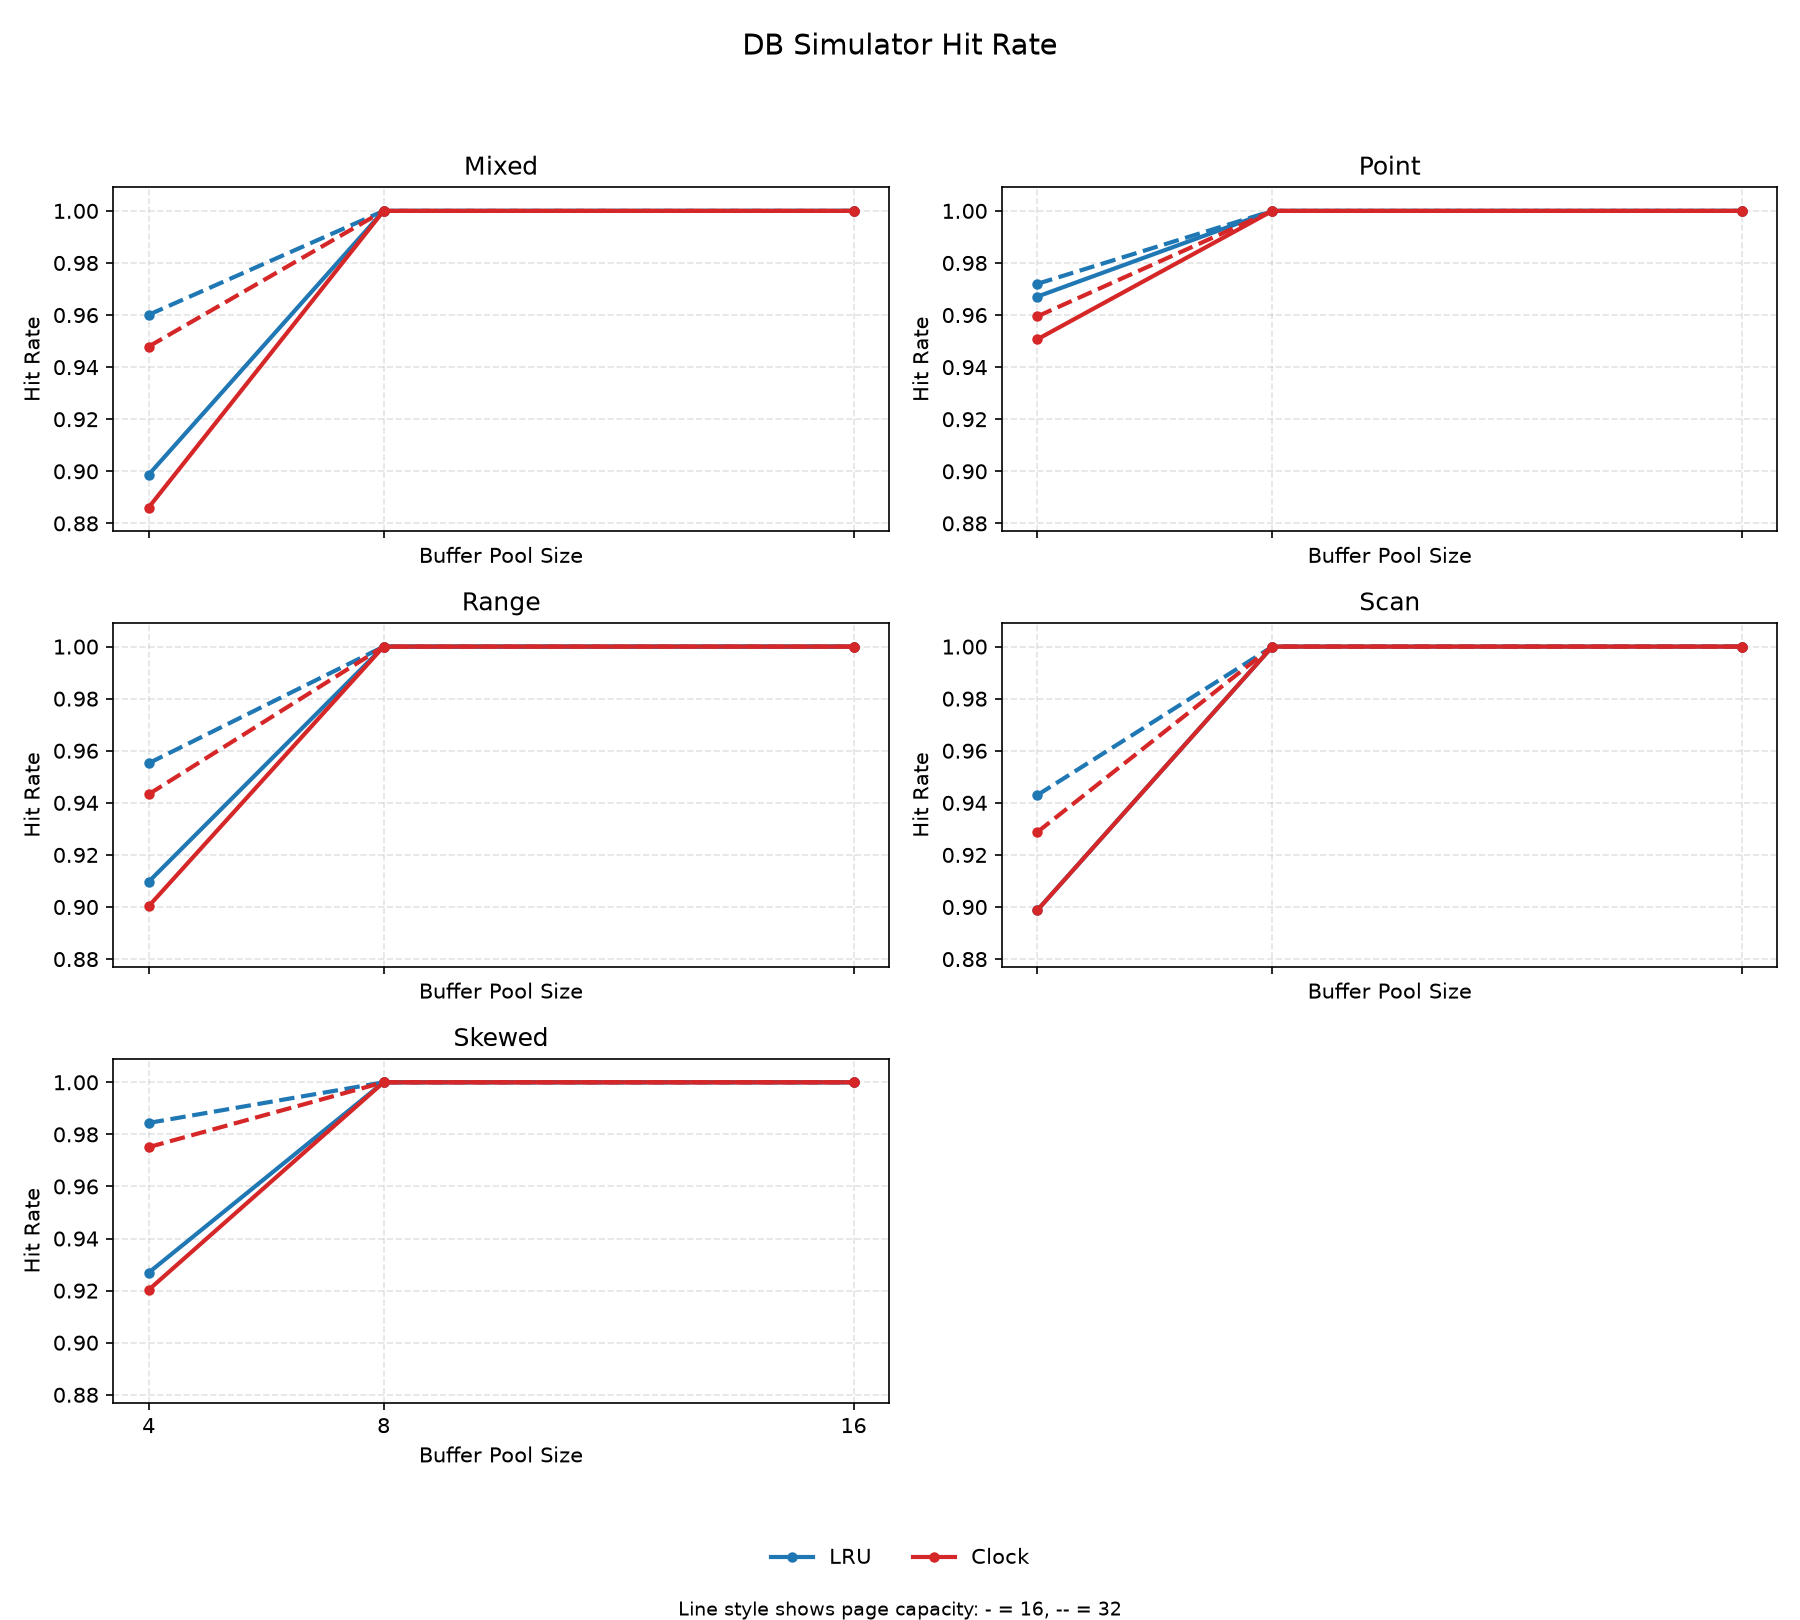 DB Simulator Hit Rate
Mixed
Hit Rate
1.00
0.98
0.96
0.94
0.92
0.90
0.88
Buffer Pool Size
Point
Hit Rate
1.00
0.98
0.96
0.94
0.92
0.90
0.88
Buffer Pool Size
Range
Hit Rate
1.00
0.98
0.96
0.94
0.92
0.90
0.88
Buffer Pool Size
Scan
Hit Rate
1.00
0.98
0.96
0.94
0.92
0.90
0.88
Buffer Pool Size
Skewed
Hit Rate
1.00
0.98
0.96
0.94
0.92
0.90
0.88
4 8 16
Buffer Pool Size
LRU Clock
Line style shows page capacity: - = 16, -- = 32